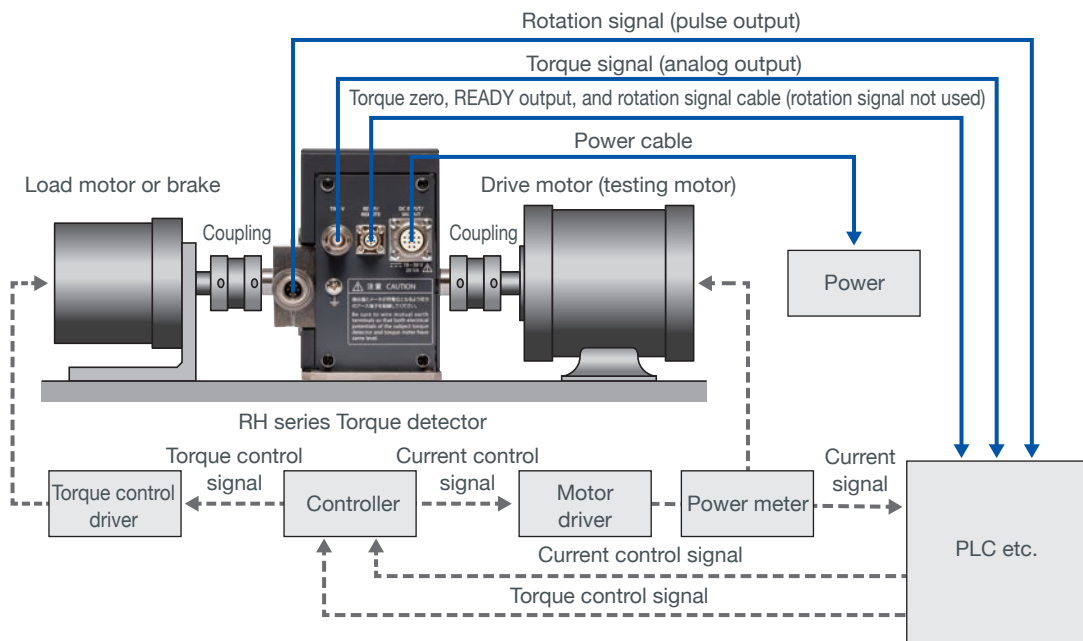 Rotation signal (pulse output)
Torque signal (analog output)
Torque zero, READY output, and rotation signal cable (rotation signal not used)
Power cable
Load motor or brake
Drive motor (testing motor)
Coupling
Coupling
⚠ 注意 CAUTION
Be sure to wire mutual earth
terminals so that both electrical
potentials of the subject torque
detector and torque meter have
same level.
Power
RH series Torque detector
Torque control
signal
Current control
signal
Current
signal
Torque control
driver
Controller
Motor
driver
Power meter
PLC etc.
Current control signal
Torque control signal